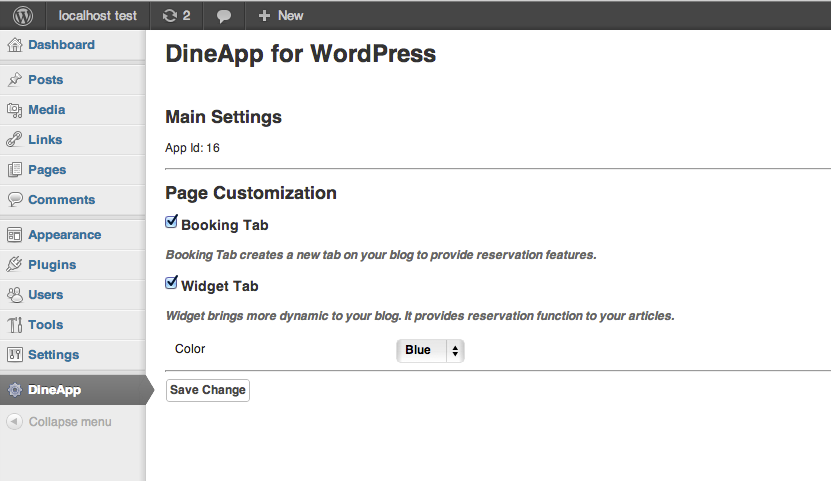 localhost test 2 + New
Dashboard
Posts
Media
Links
Pages
Comments
Appearance
Plugins
Users
Tools
Settings
DineApp
Collapse menu
DineApp for WordPress
Main Settings
App Id: 16
Page Customization
Booking Tab
Booking Tab creates a new tab on your blog to provide reservation features.
Widget Tab
Widget brings more dynamic to your blog. It provides reservation function to your articles.
Color Blue
Save Change